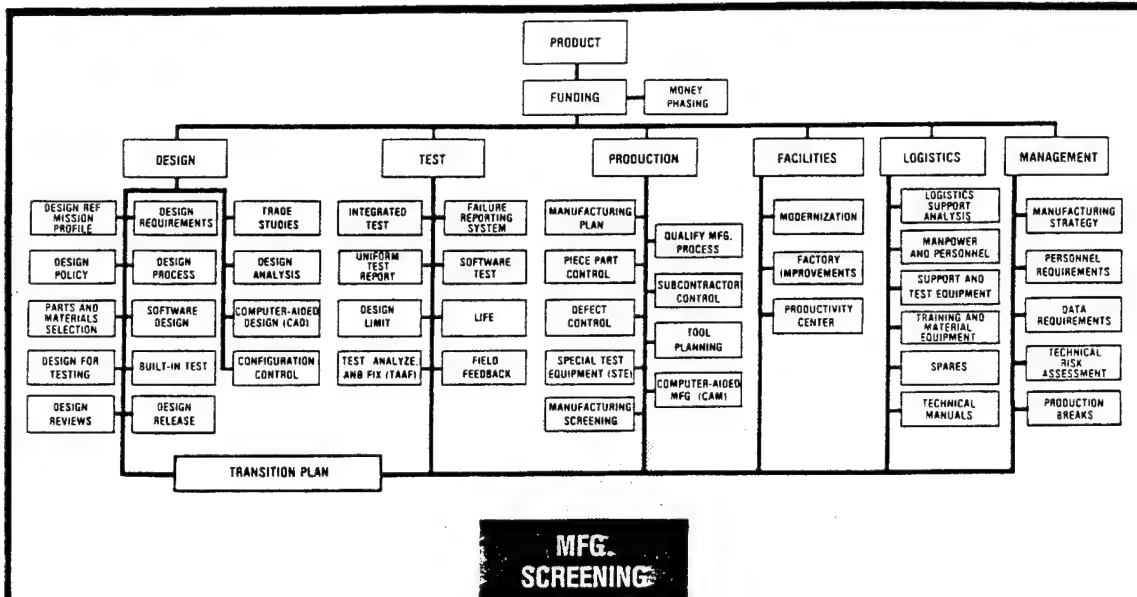 PRODUCT
FUNDING
MONEY
PHASING
DESIGN
TEST
PRODUCTION
FACILITIES
LOGISTICS
MANAGEMENT
DESIGN REF
MISSION
PROFILE
DESIGN
REQUIREMENTS
TRADE
STUDIES
DESIGN
POLICY
DESIGN
PROCESS
DESIGN
ANALYSIS
PARTS AND
MATERIALS
SELECTION
SOFTWARE
DESIGN
COMPUTER-AIDED
DESIGN (CAD)
DESIGN FOR
TESTING
BUILT-IN TEST
CONFIGURATION
CONTROL
DESIGN
REVIEWS
DESIGN
RELEASE
INTEGRATED
TEST
FAILURE
REPORTING
SYSTEM
UNIFORM
TEST
REPORT
SOFTWARE
TEST
DESIGN
LIMIT
LIFE
TEST ANALYZE,
AND FIX (TAAF)
FIELD
FEEDBACK
MANUFACTURING
PLAN
QUALIFY MFG.
PROCESS
PIECE PART
CONTROL
SUBCONTRACTOR
CONTROL
DEFECT
CONTROL
TOOL
PLANNING
SPECIAL TEST
EQUIPMENT (STE)
COMPUTER-AIDED
MFG (CAM)
MANUFACTURING
SCREENING
MODERNIZATION
FACTORY
IMPROVEMENTS
PRODUCTIVITY
CENTER
LOGISTICS
SUPPORT
ANALYSIS
MANPOWER
AND PERSONNEL
SUPPORT AND
TEST EQUIPMENT
TRAINING AND
MATERIAL
EQUIPMENT
SPARES
TECHNICAL
MANUALS
MANUFACTURING
STRATEGY
PERSONNEL
REQUIREMENTS
DATA
REQUIREMENTS
TECHNICAL
RISK
ASSESSMENT
PRODUCTION
BREAKS
TRANSITION PLAN
MFG.
SCREENING